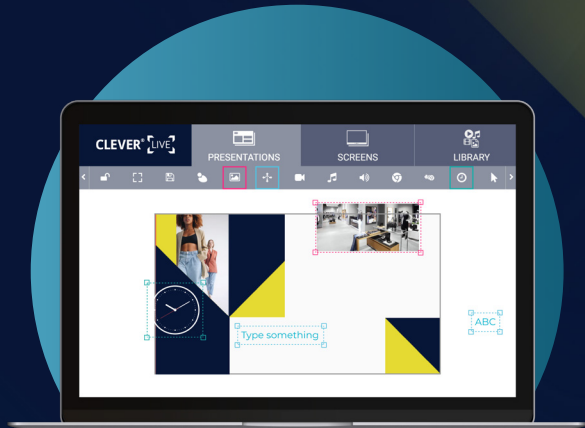 CLEVER® [LIVE]
PRESENTATIONS
SCREENS
LIBRARY
Type something
ABC